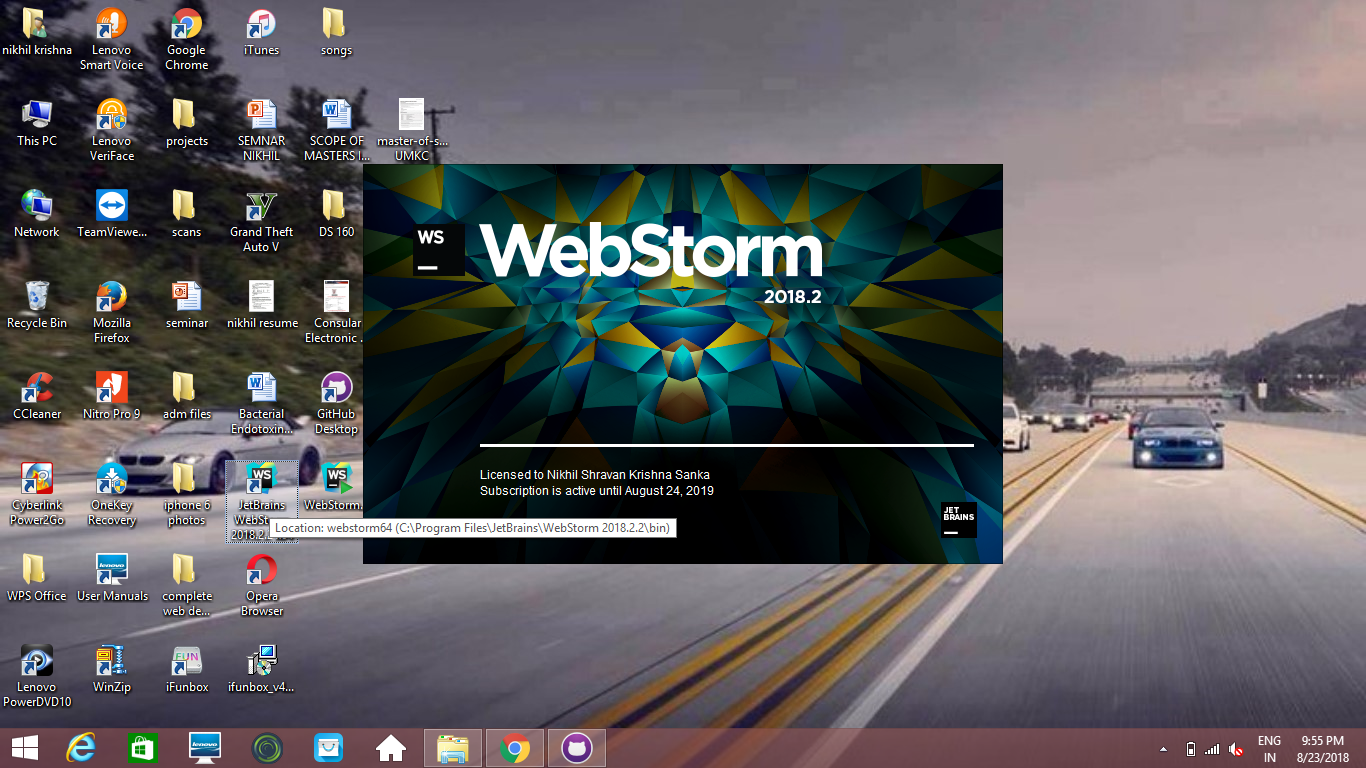 nikhil krishna
Lenovo
Smart Voice
Google
Chrome
iTunes
songs
This PC
Lenovo
VeriFace
projects
SEMNAR
NIKHIL
SCOPE OF
MASTERS I...
master-of-s...
UMKC
Network
TeamViewe...
scans
Grand Theft
Auto V
DS 160
Recycle Bin
Mozilla
Firefox
seminar
nikhil resume
Consular
Electronic .
CCleaner
Nitro Pro 9
adm files
Bacterial
Endotoxin...
GitHub
Desktop
Cyberlink
Power2Go
OneKey
Recovery
iphone 6
photos
WS
JetBrains
WebSt
2018.2.
WS
WebStorm.
WPS Office
User Manuals
lenovo
complete
web de...
Opera
Browser
Lenovo
PowerDVD10
WinZip
FUN
iFunbox
ifunbox_v4...
WS
WebStorm
2018.2
Licensed to Nikhil Shravan Krishna Sanka
Subscription is active until August 24, 2019
JET
BRAINS
Location: webstorm64 (C:\Program Files\JetBrains\WebStorm 2018.2.2\bin)
lenovo
ENG
IN
9:55 PM
8/23/2018